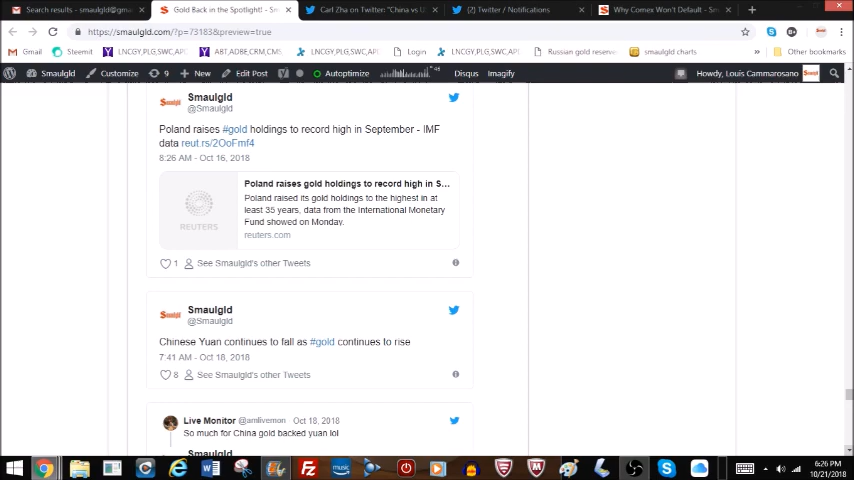 Search results - smaulgld@gma
Gold Back in the Spotlight! - Sm
Carl Zha on Twitter: "China vs U
(2) Twitter / Notifications
Why Comex Won't Default - Sm
https://smaulgld.com/?p=73183&preview=true
Gmail
Steemit
LNCGY,PLG,SWC,APC
ABT,ADBE,CRM,CMS,
LNCGY,PLG,SWC,APC
Login
LNCGY,PLG,SWC,APC
Russian gold reserve
smaulgld charts
»
Other bookmarks
Smaulgld
Customize
9
New
Edit Post
Autoptimize
Disqus
Imagify
Howdy, Louis Cammarosano
Smaulgld
@Smaulgld
Poland raises #gold holdings to record high in September - IMF
data reut.rs/2OoFmf4
8:26 AM - Oct 16, 2018
Poland raises gold holdings to record high in S...
Poland raised its gold holdings to the highest in at
least 35 years, data from the International Monetary
Fund showed on Monday.
reuters.com
REUTERS
1 See Smaulgld's other Tweets
Smaulgld
@Smaulgld
Chinese Yuan continues to fall as #gold continues to rise
7:41 AM - Oct 18, 2018
8 See Smaulgld's other Tweets
Live Monitor @amlivemon · Oct 18, 2018
So much for China gold backed yuan lol
Smaulgld
6:26 PM
10/21/2018